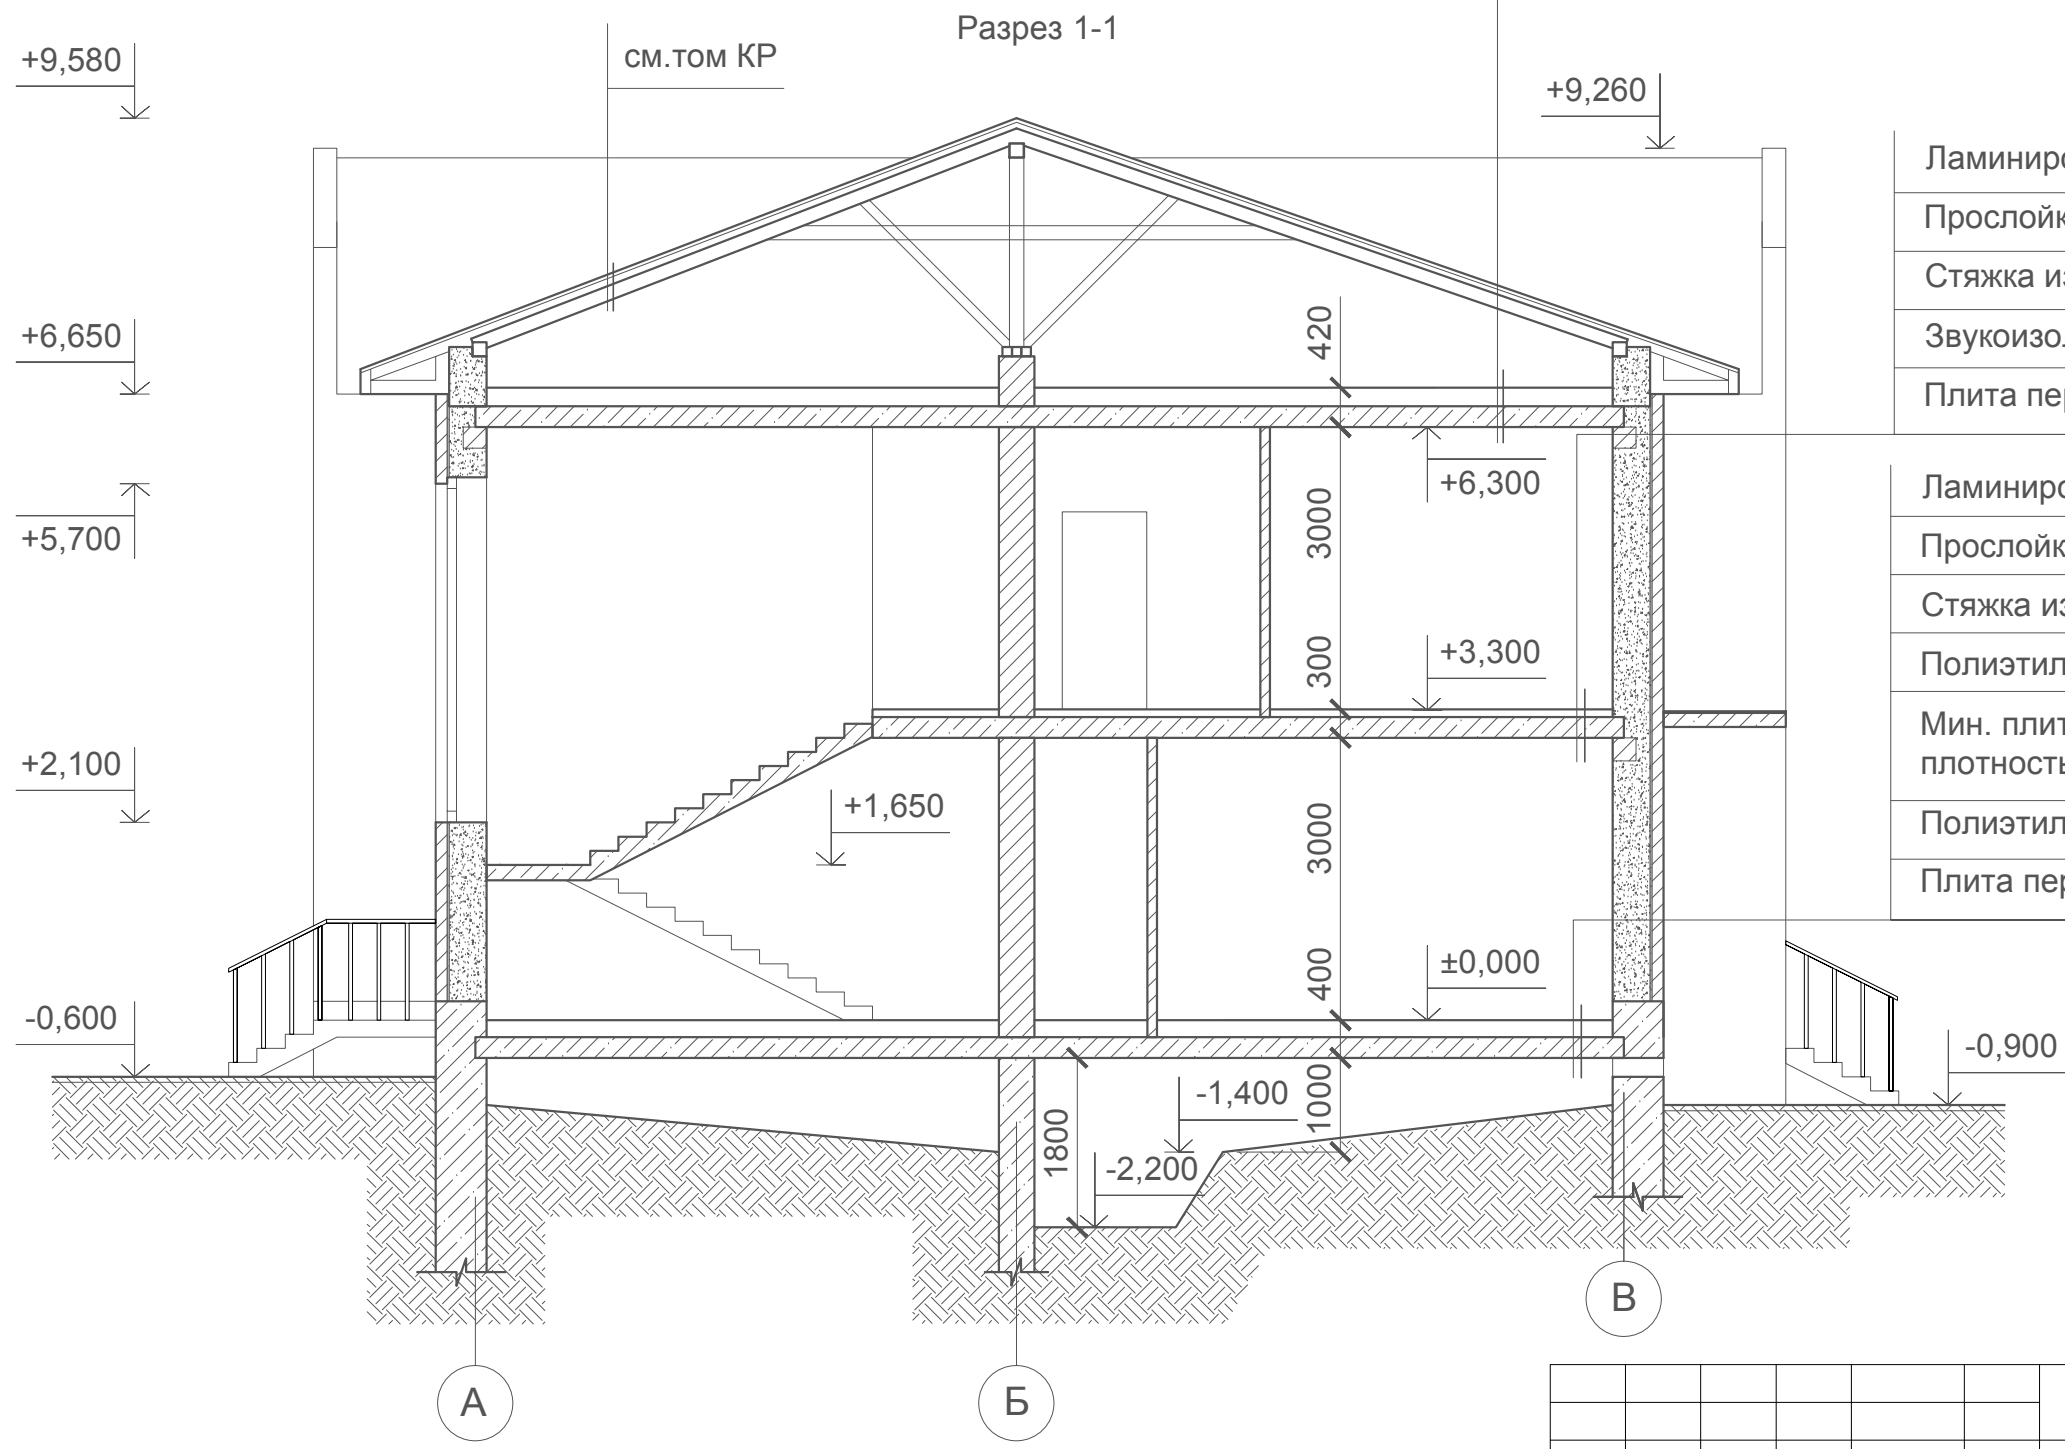 Разрез 1-1
см.том КР
+9,580
+9,260
+6,650
+5,700
+2,100
-0,600
420
3000
300
3000
400
1000
1800
+6,300
+3,300
+1,650
±0,000
-1,400
-2,200
-0,900
Ламиниро
Прослойк
Стяжка из
Звукоизол
Плита пер
Ламиниро
Прослойк
Стяжка из
Полиэтил
Мин. плит
плотность
Полиэтил
Плита пер
А
Б
В